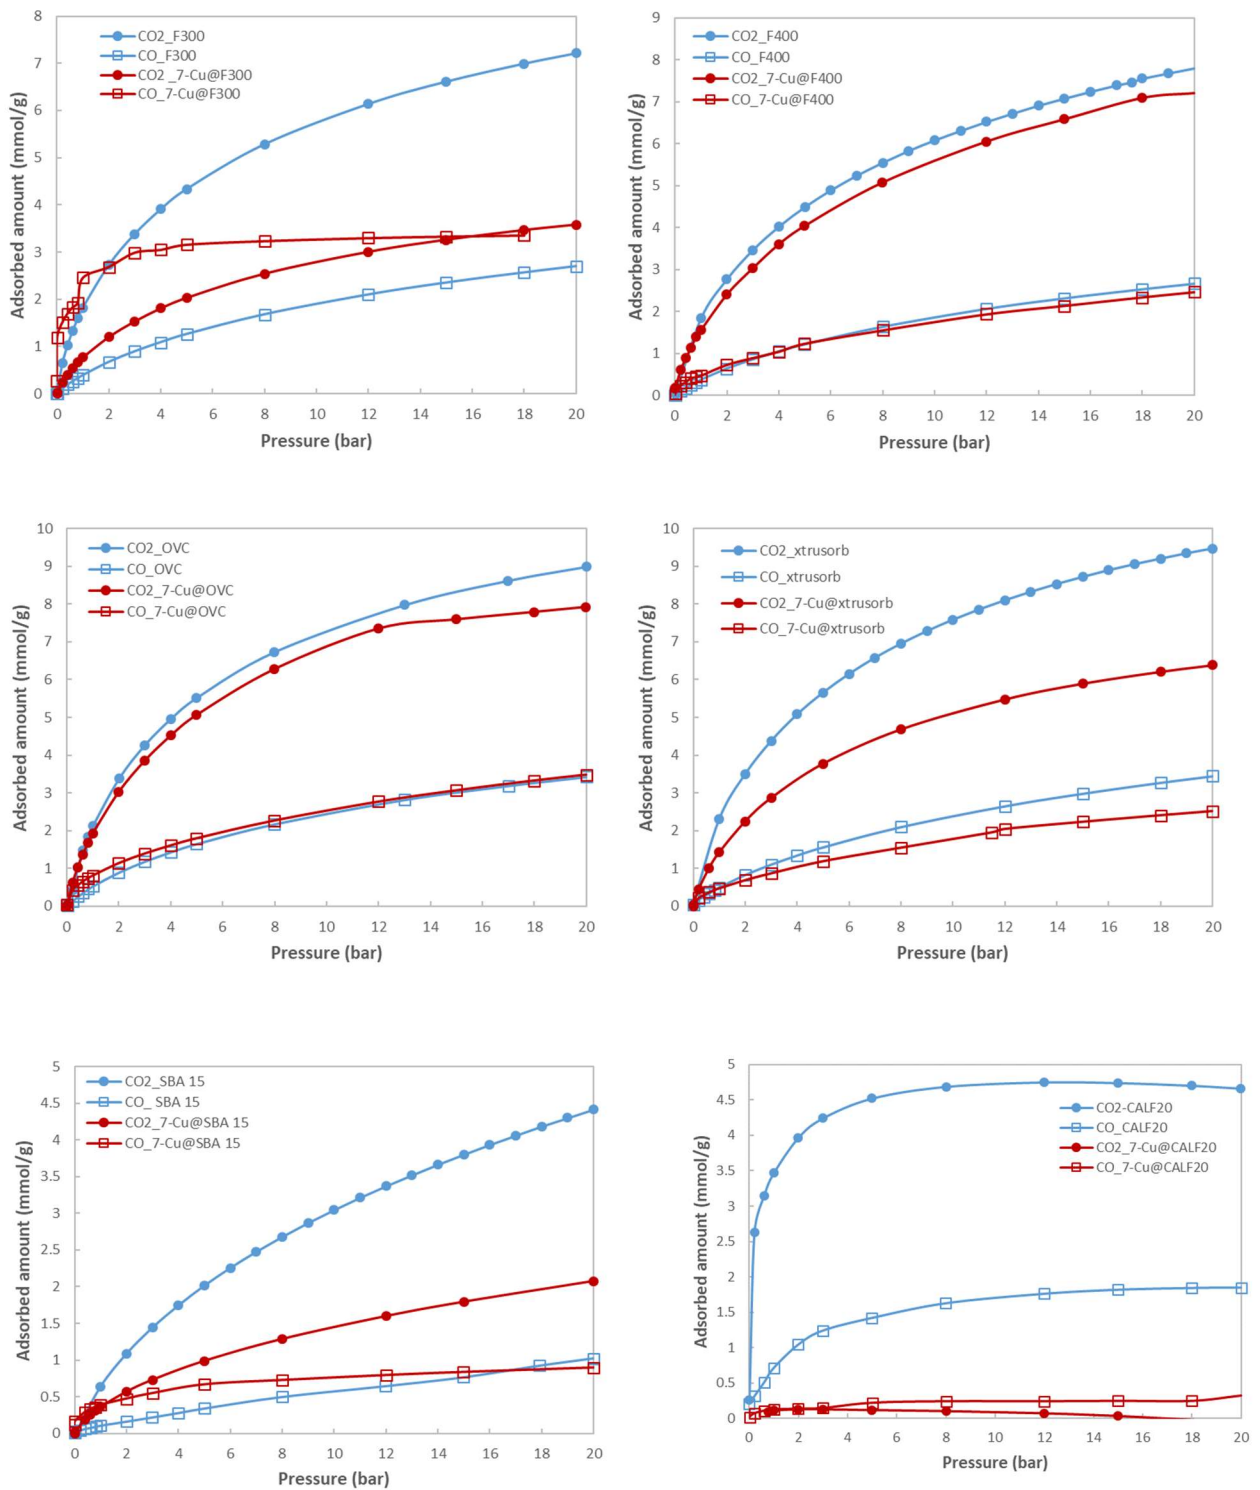 8
7
6
5
4
3
2
1
0
Adsorbed amount (mmol/g)
CO2_F300
CO_F300
CO2 _7-Cu@F300
CO_7-Cu@F300
0 2 4 6 8 10 12 14 16 18 20
Pressure (bar)
9
8
7
6
5
4
3
2
1
0
Adsorbed amount (mmol/g)
CO2_F400
CO_F400
CO2_7-Cu@F400
CO_7-Cu@F400
0 2 4 6 8 10 12 14 16 18 20
Pressure (bar)
10
9
8
7
6
5
4
3
2
1
0
Adsorbed amount (mmol/g)
CO2_OVC
CO_OVC
CO2_7-Cu@OVC
CO_7-Cu@OVC
0 2 4 6 8 10 12 14 16 18 20
Pressure (bar)
10
9
8
7
6
5
4
3
2
1
0
Adsorbed amount (mmol/g)
CO2_xtrusorb
CO_xtrusorb
CO2_7-Cu@xtrusorb
CO_7-Cu@xtrusorb
0 2 4 6 8 10 12 14 16 18 20
Pressure (bar)
5
4.5
4
3.5
3
2.5
2
1.5
1
0.5
0
Adsorbed amount (mmol/g)
CO2_SBA 15
CO_ SBA 15
CO2_7-Cu@SBA 15
CO_7-Cu@SBA 15
0 2 4 6 8 10 12 14 16 18 20
Pressure (bar)
5
4.5
4
3.5
3
2.5
2
1.5
1
0.5
0
Adsorbed amount (mmol/g)
CO2-CALF20
CO_CALF20
CO2_7-Cu@CALF20
CO_7-Cu@CALF20
0 2 4 6 8 10 12 14 16 18 20
Pressure (bar)